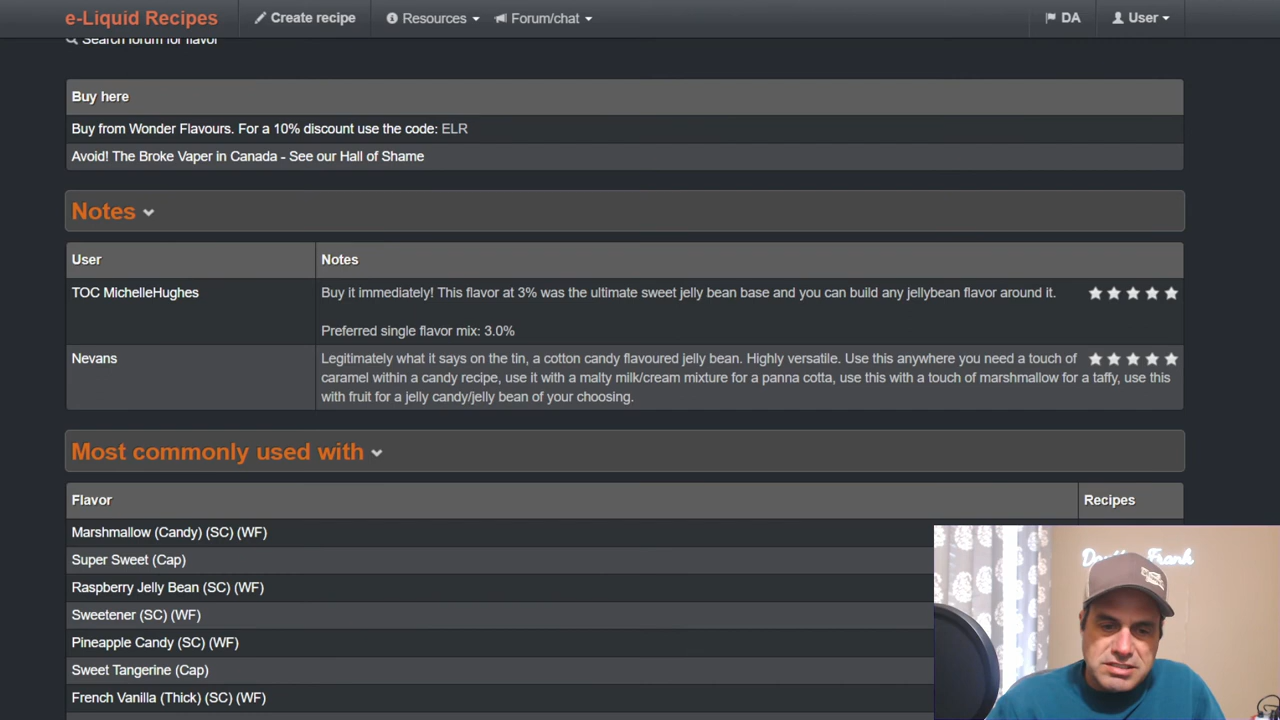 e-Liquid Recipes Create recipe Resources Forum/chat DA User
Search forum for flavor
Buy here
Buy from Wonder Flavours. For a 10% discount use the code: ELR
Avoid! The Broke Vaper in Canada - See our Hall of Shame
Notes
User Notes
TOC MichelleHughes Buy it immediately! This flavor at 3% was the ultimate sweet jelly bean base and you can build any jellybean flavor around it.
Preferred single flavor mix: 3.0%
Nevans Legitimately what it says on the tin, a cotton candy flavoured jelly bean. Highly versatile. Use this anywhere you need a touch of
caramel within a candy recipe, use it with a malty milk/cream mixture for a panna cotta, use this with a touch of marshmallow for a taffy, use this
with fruit for a jelly candy/jelly bean of your choosing.
Most commonly used with
Flavor Recipes
Marshmallow (Candy) (SC) (WF)
Super Sweet (Cap)
Raspberry Jelly Bean (SC) (WF)
Sweetener (SC) (WF)
Pineapple Candy (SC) (WF)
Sweet Tangerine (Cap)
French Vanilla (Thick) (SC) (WF)
Frank